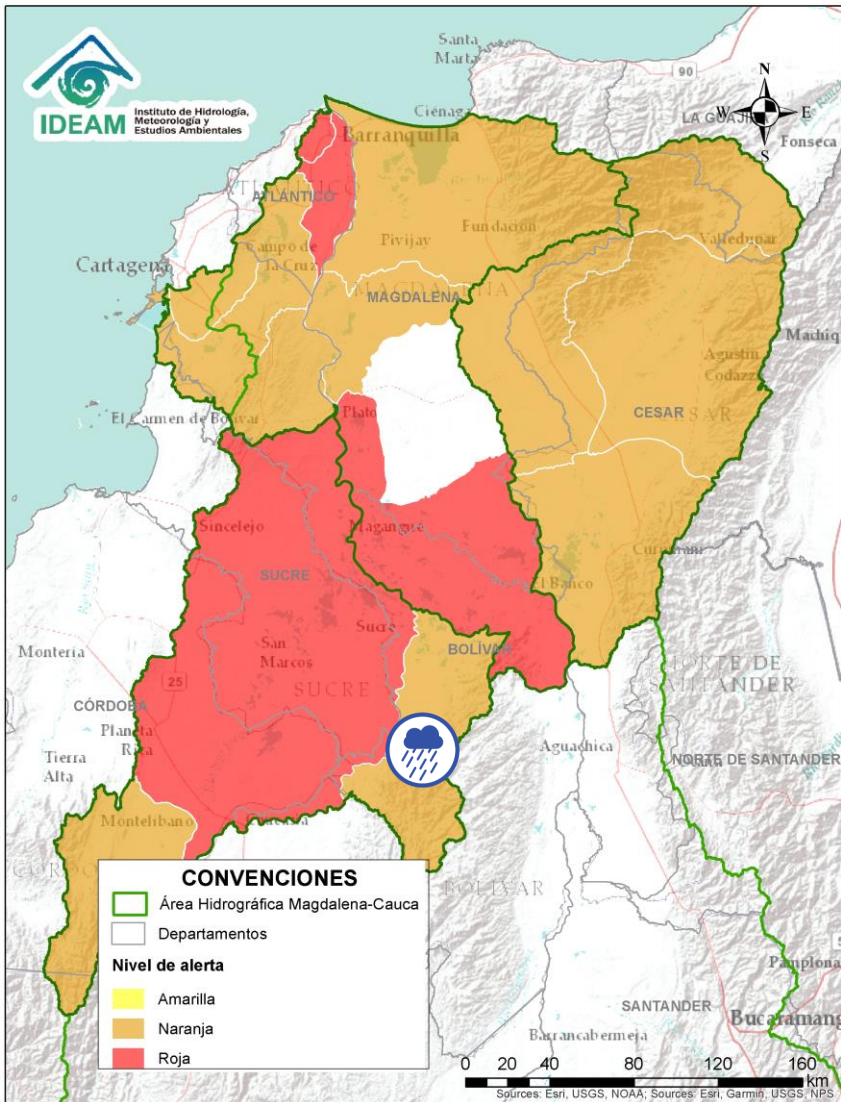 IDEAM
Instituto de Hidrología,
Meteorología y
Estudios Ambientales
Santa
Marta
90
N
W
E
S
LA GUAJI
Fonseca
Ciénaga
Barranquilla
ATLÁNTICO
Pivijay
Fundación
Valledupar
Cartagena
Campo de
la Cruz
MAGDALENA
Machiq
Agustín
Codazzi
El Carmen de Bolívar
Plato
CESAR
Sincelejo
Magangué
SUCRE
Curumaní
El Banco
Sucre
BOLÍVAR
Montería
San
Marcos
SUCRE
NORTE DE
SANTANDER
25
CÓRDOBA
Planeta
Rica
Tierra
Alta
Aguachica
NORTE DE SANTANDER
Montelíbano
Caucasia
BOLÍVAR
CONVENCIONES
Área Hidrográfica Magdalena-Cauca
Departamentos
Nivel de alerta
Amarilla
Naranja
Roja
Pamplona
SANTANDER
Bucaramang
Barrancabermeja
0 20 40 80 120 160
km
Sources: Esri, USGS, NOAA; Sources: Esri, Garmin, USGS, NPS